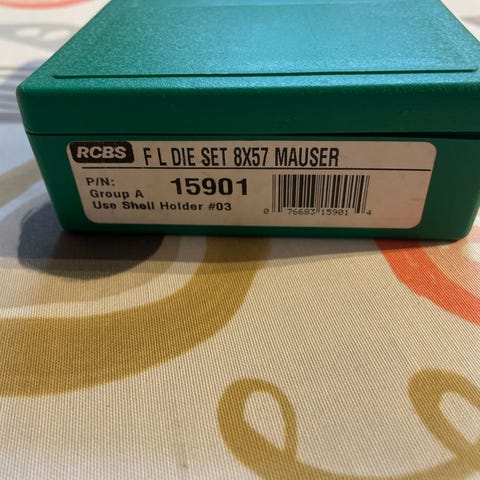 RCBS F L DIE SET 8X57 MAUSER
P/N: 15901
Group A
Use Shell Holder #03
0 76683 15901 4